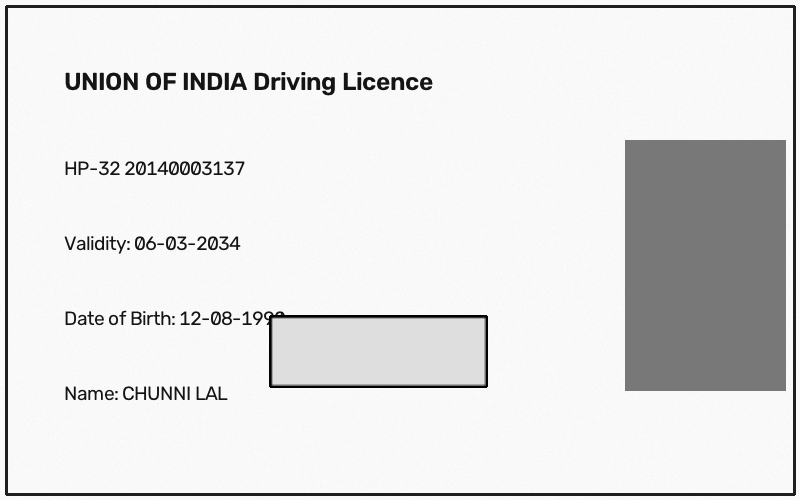 UNION OF INDIA Driving Licence
HP-32 20140003137
Validity: 06-03-2034
Date of Birth:
Name: CHUNNI LAL